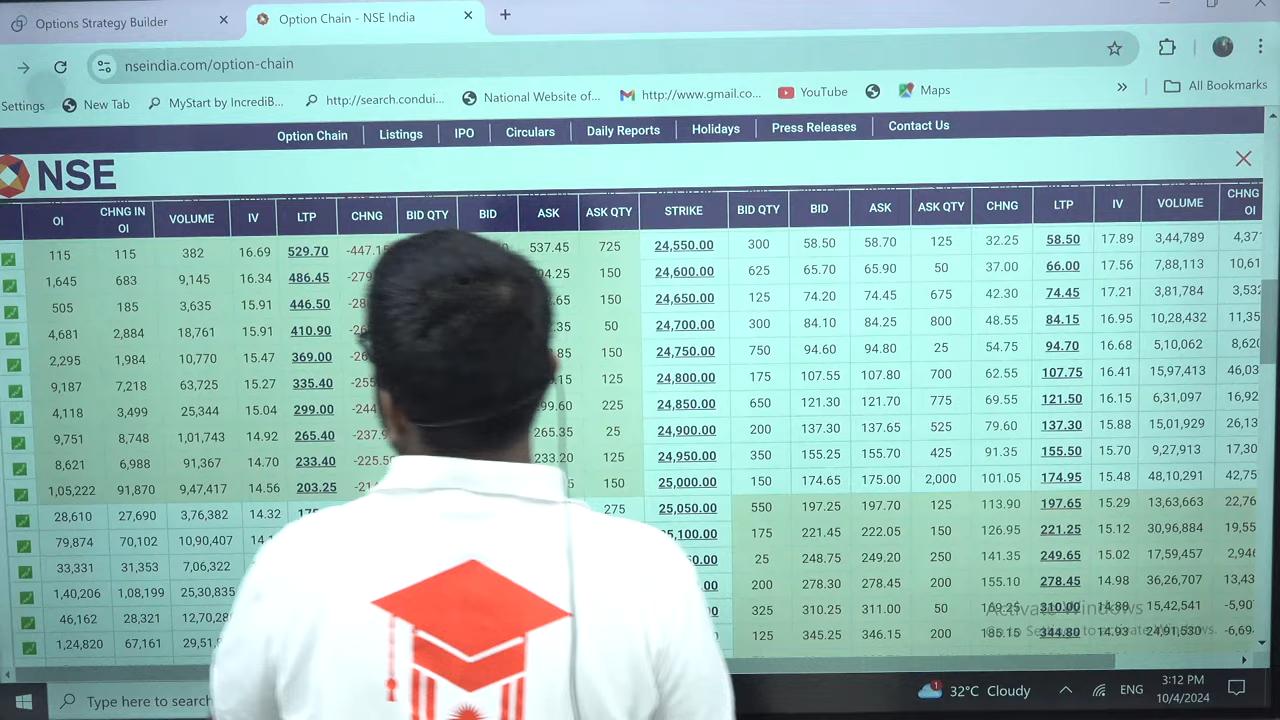 Options Strategy Builder
Option Chain - NSE India
nseindia.com/option-chain
Settings New Tab MyStart by IncrediB... http://search.condui... National Website of... http://www.gmail.co... YouTube Maps All Bookmarks
Option Chain Listings IPO Circulars Daily Reports Holidays Press Releases Contact Us
NSE
OI CHNG IN OI VOLUME IV LTP CHNG BID QTY BID ASK ASK QTY STRIKE BID QTY BID ASK ASK QTY CHNG LTP IV VOLUME CHNG OI
115 115 382 16.69 529.70 537.45 725 24,550.00 300 58.50 58.70 125 32.25 58.50 17.89 3,44,789
1,645 683 9,145 16.34 486.45 150 24,600.00 625 65.70 65.90 50 37.00 66.00 17.56 7,88,113
505 185 3,635 15.91 446.50 150 24,650.00 125 74.20 74.45 675 42.30 74.45 17.21 3,81,784
4,681 2,884 18,761 15.91 410.90 50 24,700.00 300 84.10 84.25 800 48.55 84.15 16.95 10,28,432
2,295 1,984 10,770 15.47 369.00 150 24,750.00 750 94.60 94.80 25 54.75 94.70 16.68 5,10,062
9,187 7,218 63,725 15.27 335.40 125 24,800.00 175 107.55 107.80 700 62.55 107.75 16.41 15,97,413
4,118 3,499 25,344 15.04 299.00 225 24,850.00 650 121.30 121.70 775 69.55 121.50 16.15 6,31,097
9,751 8,748 1,01,743 14.92 265.40 265.35 25 24,900.00 200 137.30 137.65 525 79.60 137.30 15.88 15,01,929
8,621 6,988 91,367 14.70 233.40 233.20 125 24,950.00 350 155.25 155.70 425 91.35 155.50 15.70 9,27,913
1,05,222 91,870 9,47,417 14.56 203.25 150 25,000.00 150 174.65 175.00 2,000 101.05 174.95 15.48 48,10,291
28,610 27,690 3,76,382 14.32 275 25,050.00 550 197.25 197.70 125 113.90 197.65 15.29 13,63,663
79,874 70,102 10,90,407 175 221.45 222.05 150 126.95 221.25 15.12 30,96,884
33,331 31,353 7,06,322 25 248.75 249.20 250 141.35 249.65 15.02 17,59,457
1,40,206 1,08,199 25,30,835 200 278.30 278.45 200 155.10 278.45 14.98 36,26,707
46,162 28,321 325 310.25 311.00 50 169.25 310.00 14.88 15,42,541
1,24,820 67,161 125 345.25 346.15 200 185.15 344.80 14.93 24,91,530
Activate Windows
Go to Settings to activate Windows.
Type here to search
32°C Cloudy ENG 3:12 PM
10/4/2024